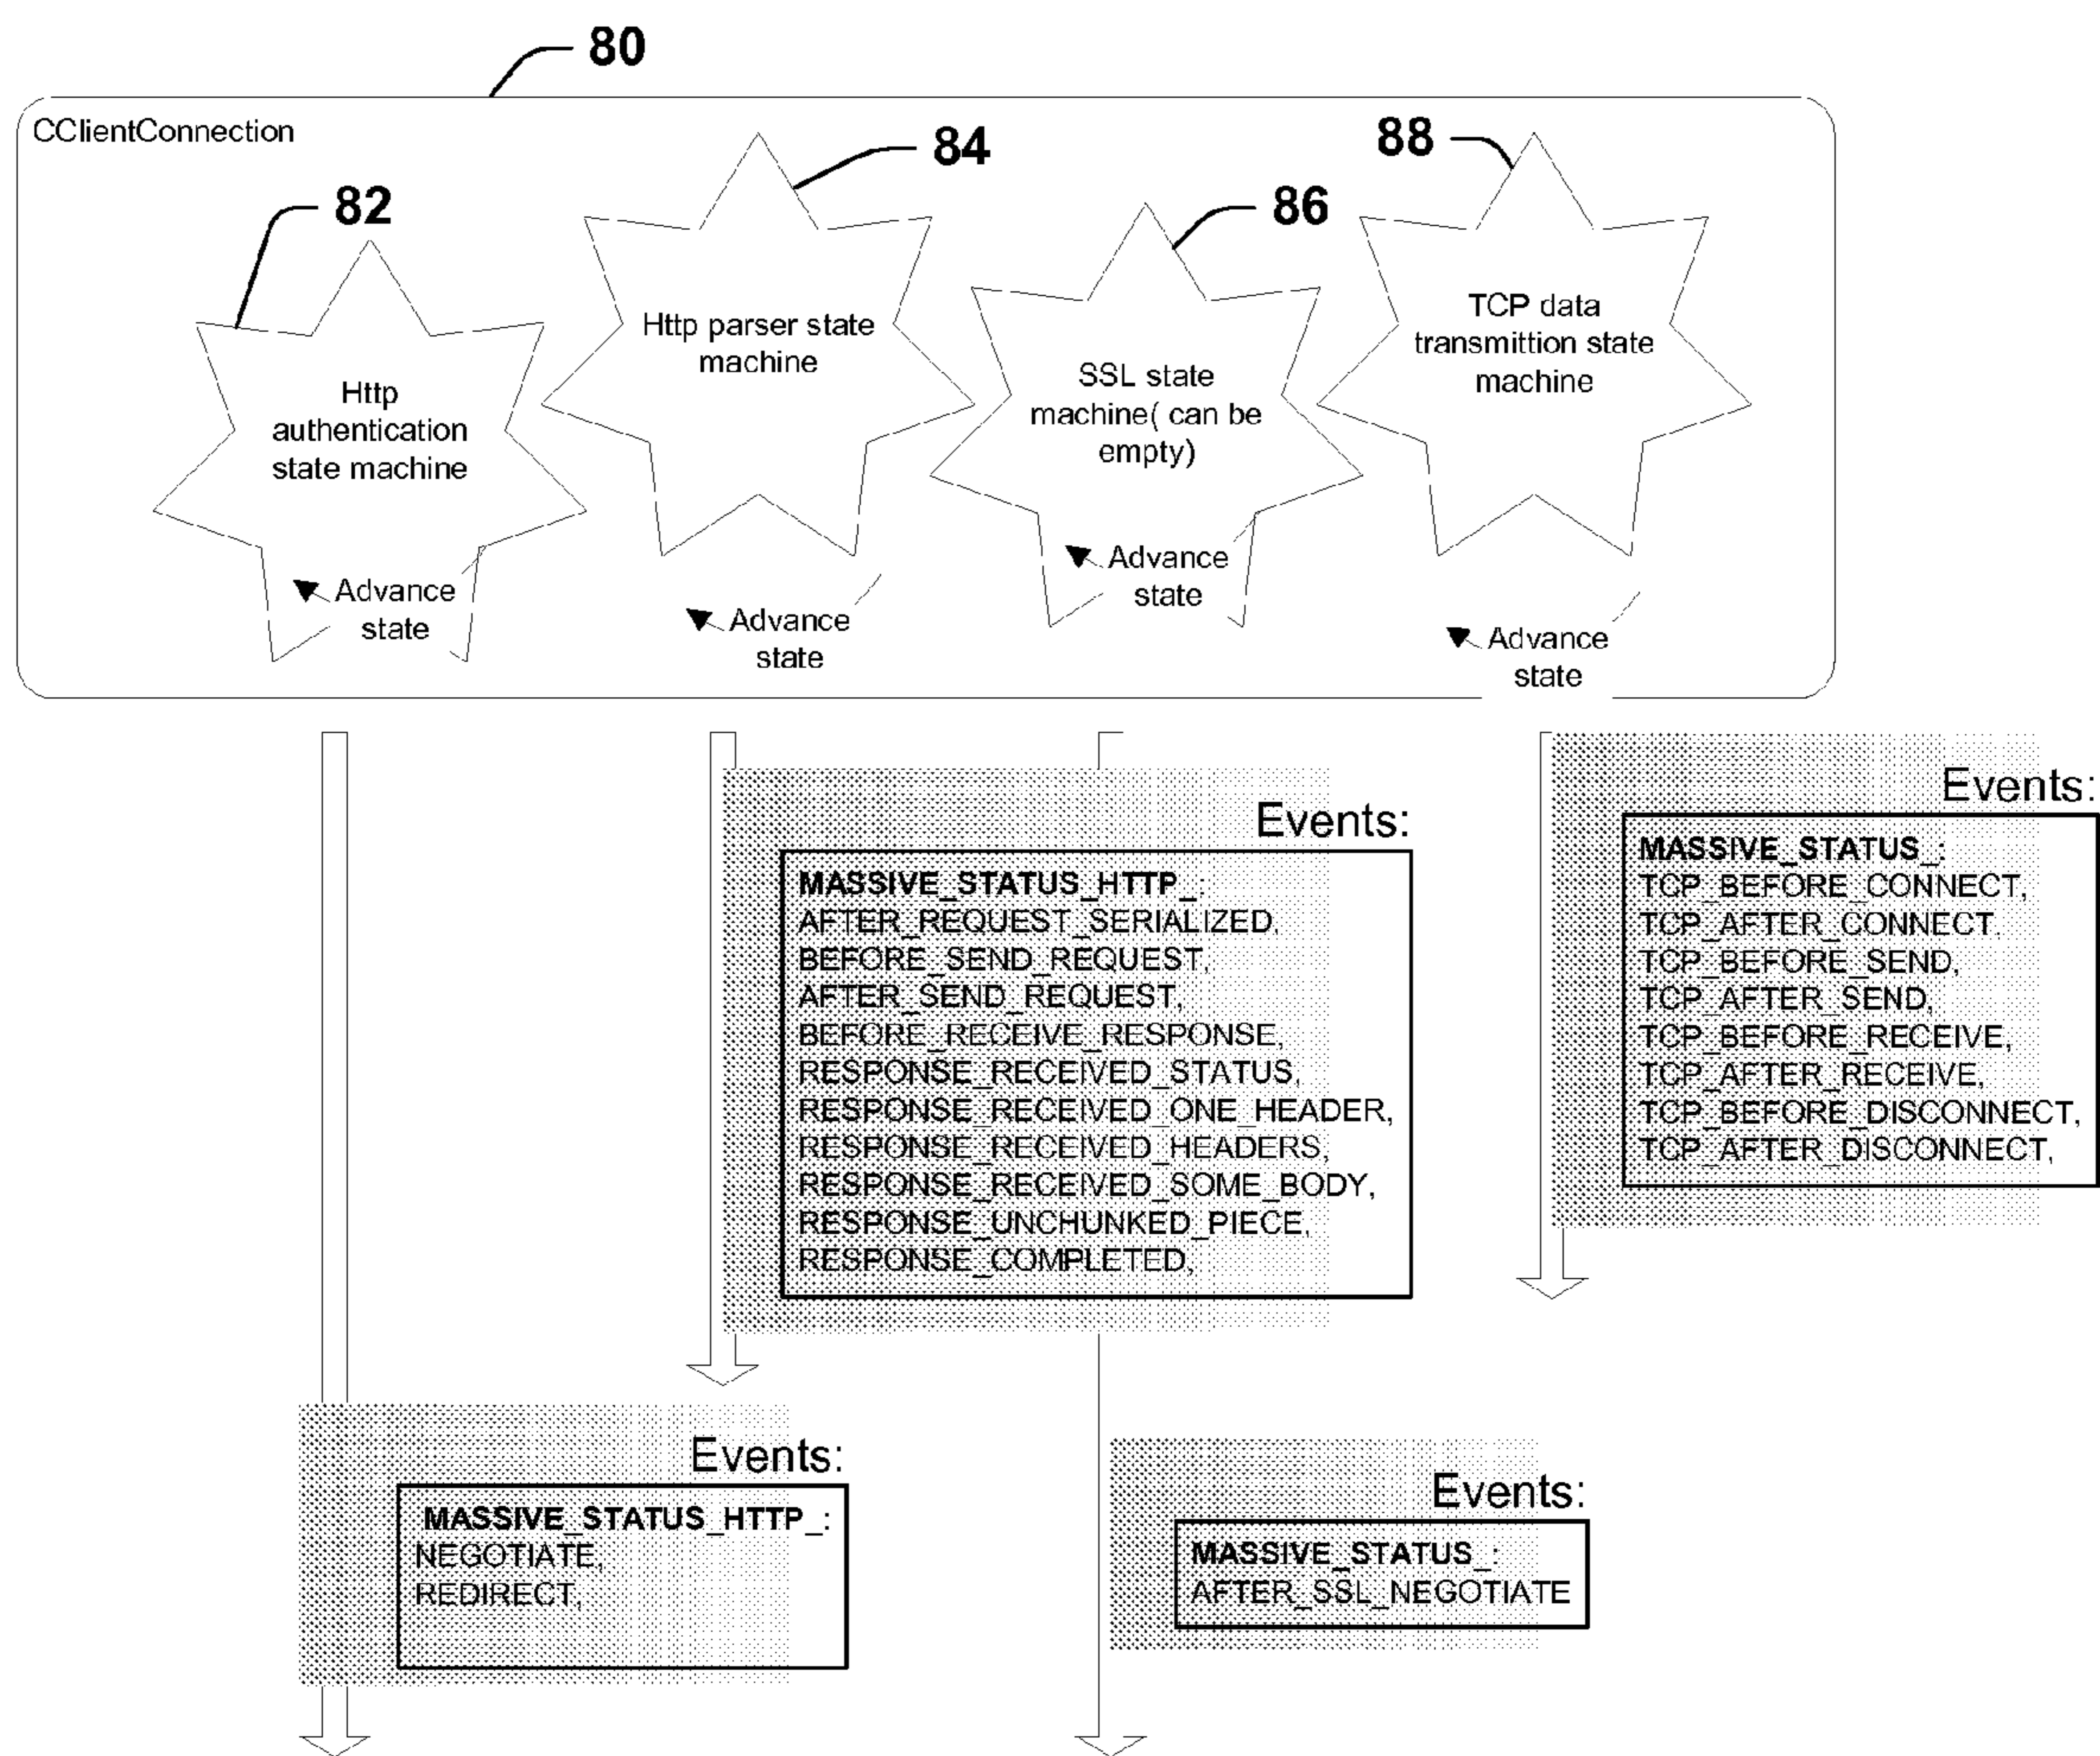 80
CClientConnection
82
84
86
88
Http
authentication
state machine
Http parser state
machine
SSL state
machine( can be
empty)
TCP data
transmittion state
machine
Advance
state
Advance
state
Advance
state
Advance
state
Events:
MASSIVE_STATUS_HTTP_:
AFTER_REQUEST_SERIALIZED,
BEFORE_SEND_REQUEST,
AFTER_SEND_REQUEST,
BEFORE_RECEIVE_RESPONSE,
RESPONSE_RECEIVED_STATUS,
RESPONSE_RECEIVED_ONE_HEADER,
RESPONSE_RECEIVED_HEADERS,
RESPONSE_RECEIVED_SOME_BODY,
RESPONSE_UNCHUNKED_PIECE,
RESPONSE_COMPLETED,
Events:
MASSIVE_STATUS_:
TCP_BEFORE_CONNECT,
TCP_AFTER_CONNECT,
TCP_BEFORE_SEND,
TCP_AFTER_SEND,
TCP_BEFORE_RECEIVE,
TCP_AFTER_RECEIVE,
TCP_BEFORE_DISCONNECT,
TCP_AFTER_DISCONNECT,
Events:
MASSIVE_STATUS_HTTP_:
NEGOTIATE,
REDIRECT,
Events:
MASSIVE_STATUS_:
AFTER_SSL_NEGOTIATE